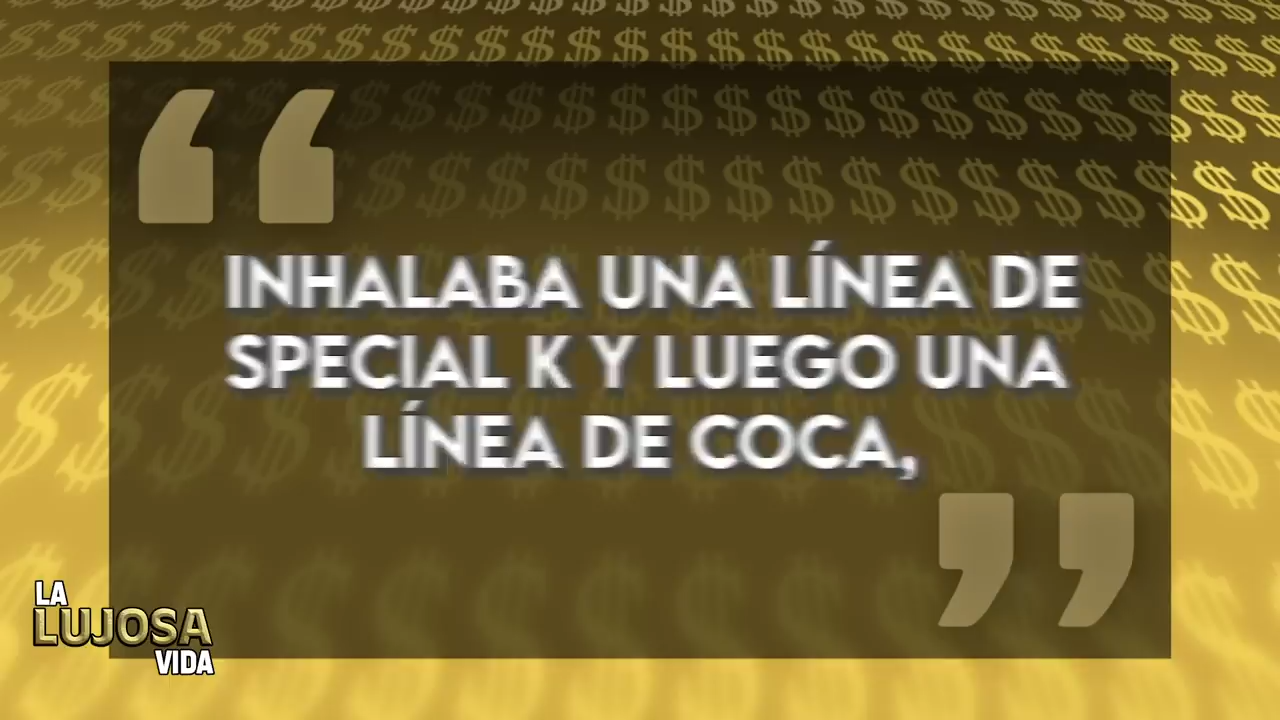 INHALABA UNA LÍNEA DE
SPECIAL K Y LUEGO UNA
LÍNEA DE COCA,
LA
LUJOSA
VIDA